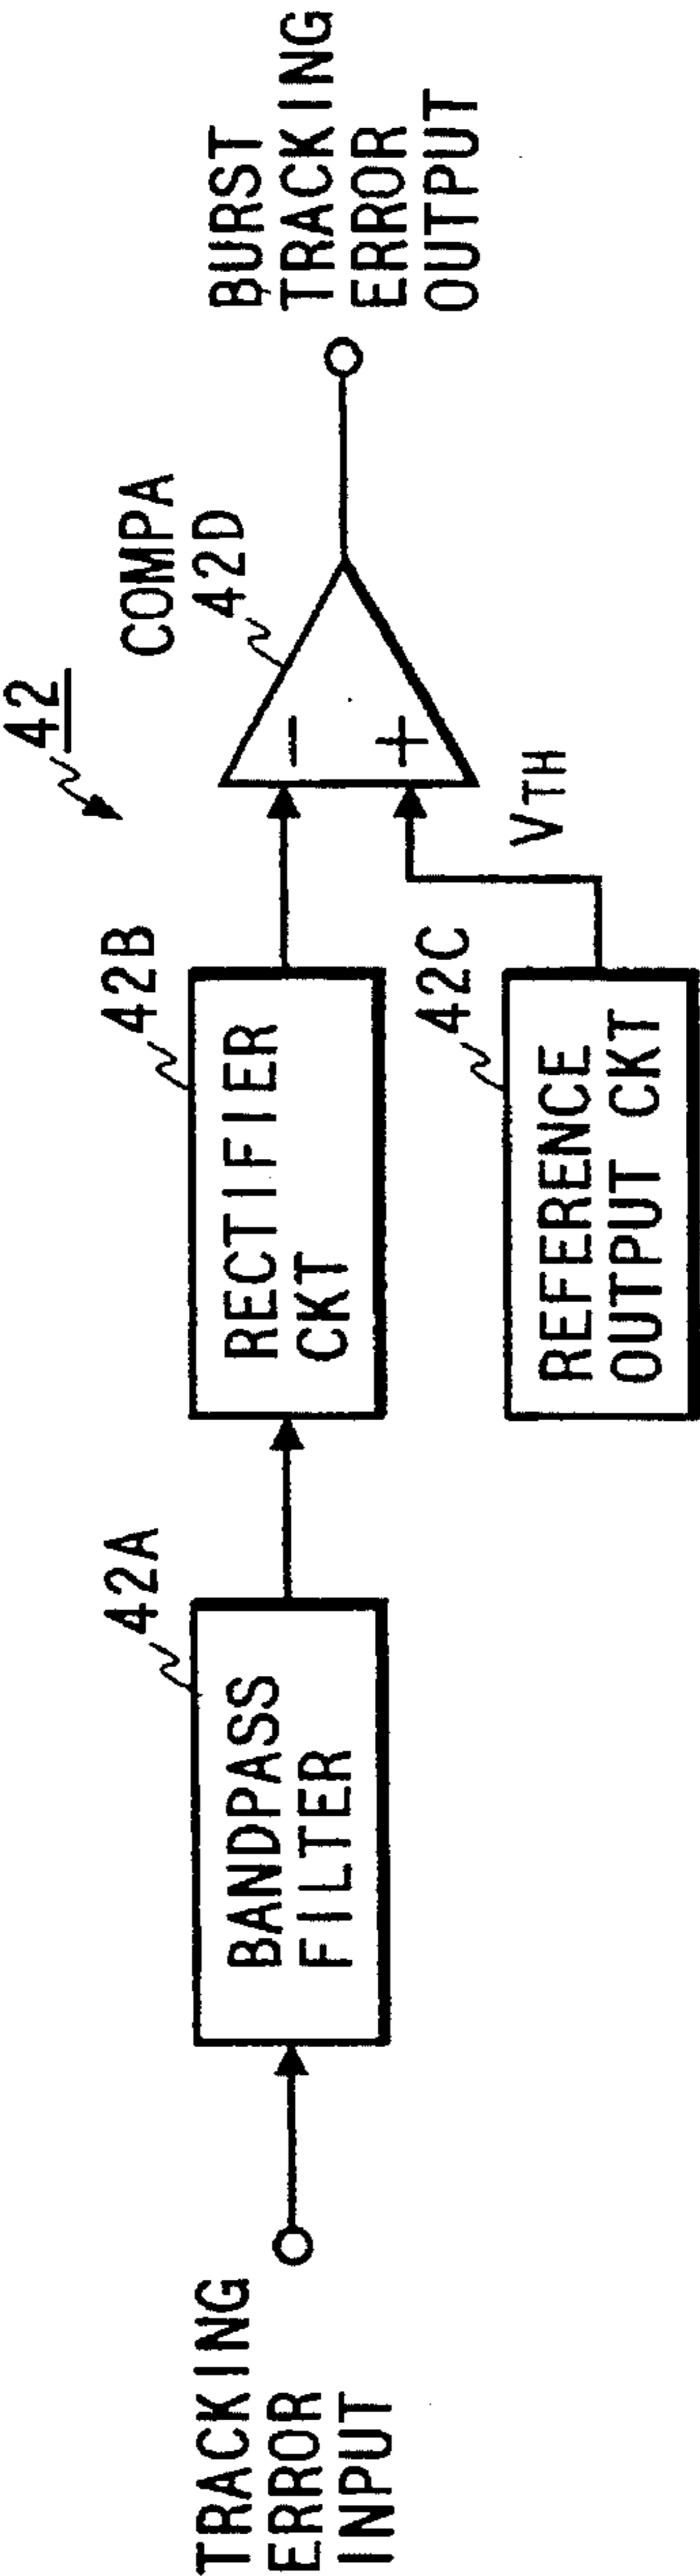 42
TRACKING
ERROR
INPUT
42A
BANDPASS
FILTER
42B
RECTIFIER
CKT
42C
REFERENCE
OUTPUT CKT
VTH
COMPA
42D
−
+
BURST
TRACKING
ERROR
OUTPUT